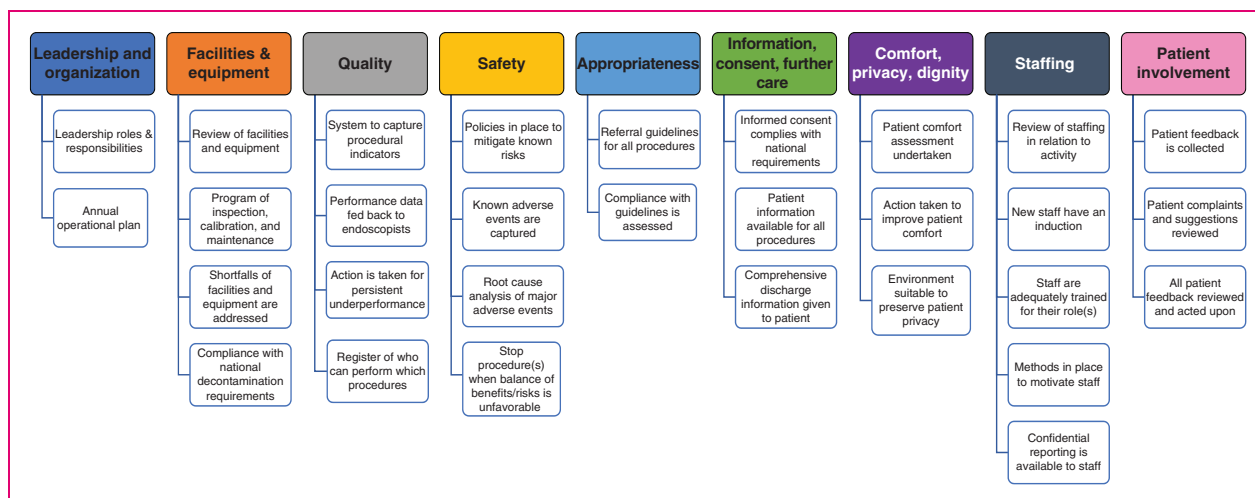 Leadership and
organization
Leadership roles &
responsibilities
Annual
operational plan
Facilities &
equipment
Review of facilities
and equipment
Program of
inspection,
calibration, and
maintenance
Shortfalls of
facilities and
equipment are
addressed
Compliance with
national
decontamination
requirements
Quality
System to capture
procedural
indicators
Performance data
fed back to
endoscopists
Action is taken for
persistent
underperformance
Register of who
can perform which
procedures
Safety
Policies in place to
mitigate known
risks
Known adverse
events are
captured
Root cause
analysis of major
adverse events
Stop
procedure(s)
when balance of
benefits/risks is
unfavorable
Appropriateness
Referral guidelines
for all procedures
Compliance with
guidelines is
assessed
Information,
consent, further
care
Informed consent
complies with
national
requirements
Patient
information
available for all
procedures
Comprehensive
discharge
information given
to patient
Comfort,
privacy, dignity
Patient comfort
assessment
undertaken
Action taken to
improve patient
comfort
Environment
suitable to
preserve patient
privacy
Staffing
Review of staffing
in relation to
activity
New staff have an
induction
Staff are
adequately trained
for their role(s)
Methods in place
to motivate staff
Confidential
reporting is
available to staff
Patient
involvement
Patient feedback
is collected
Patient complaints
and suggestions
reviewed
All patient
feedback reviewed
and acted upon